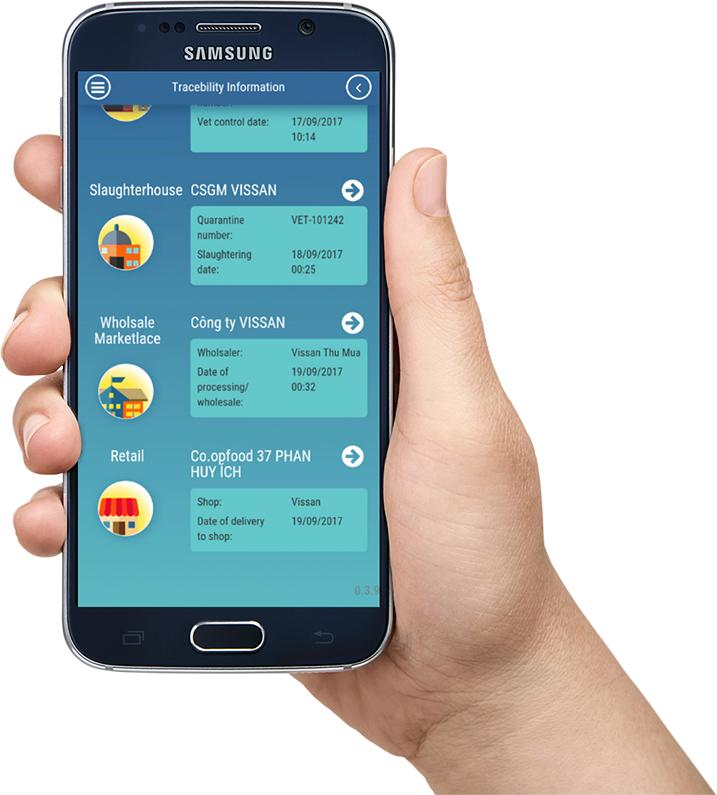 SAMSUNG
Tracebility Information
number:
Vet control date: 17/09/2017
10:14
Slaughterhouse CSGM VISSAN
Quarantine VET-101242
number:
Slaughtering 18/09/2017
date: 00:25
Wholsale Công ty VISSAN
Marketlace
Wholsaler: Vissan Thu Mua
Date of 19/09/2017
processing/ 00:32
wholesale:
Retail Co.opfood 37 PHAN
HUY ÍCH
Shop: Vissan
Date of delivery 19/09/2017
to shop:
0.3.9